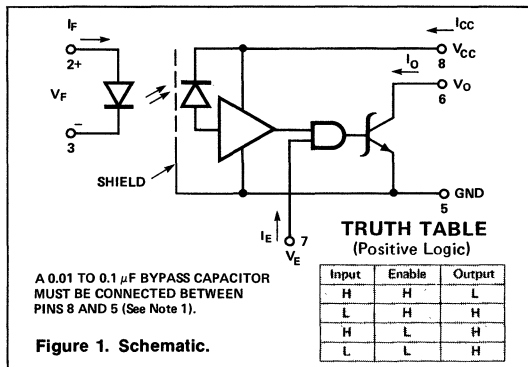 I_F
2+
V_F
3
−
SHIELD
I_CC
V_CC
8
I_O
V_O
6
GND
5
I_E
7
V_E
A 0.01 TO 0.1 μF BYPASS CAPACITOR
MUST BE CONNECTED BETWEEN
PINS 8 AND 5 (See Note 1).
TRUTH TABLE
(Positive Logic)
Input Enable Output
H H L
L H H
H L H
L L H
Figure 1. Schematic.